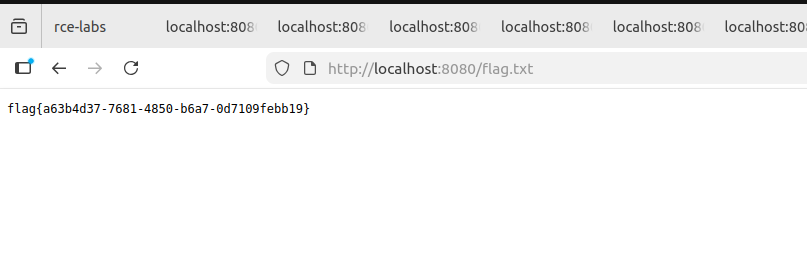 rce-labs localhost:808 localhost:808 localhost:808 localhost:808 localhost:808 localhost:808
http://localhost:8080/flag.txt
flag{a63b4d37-7681-4850-b6a7-0d7109febb19}